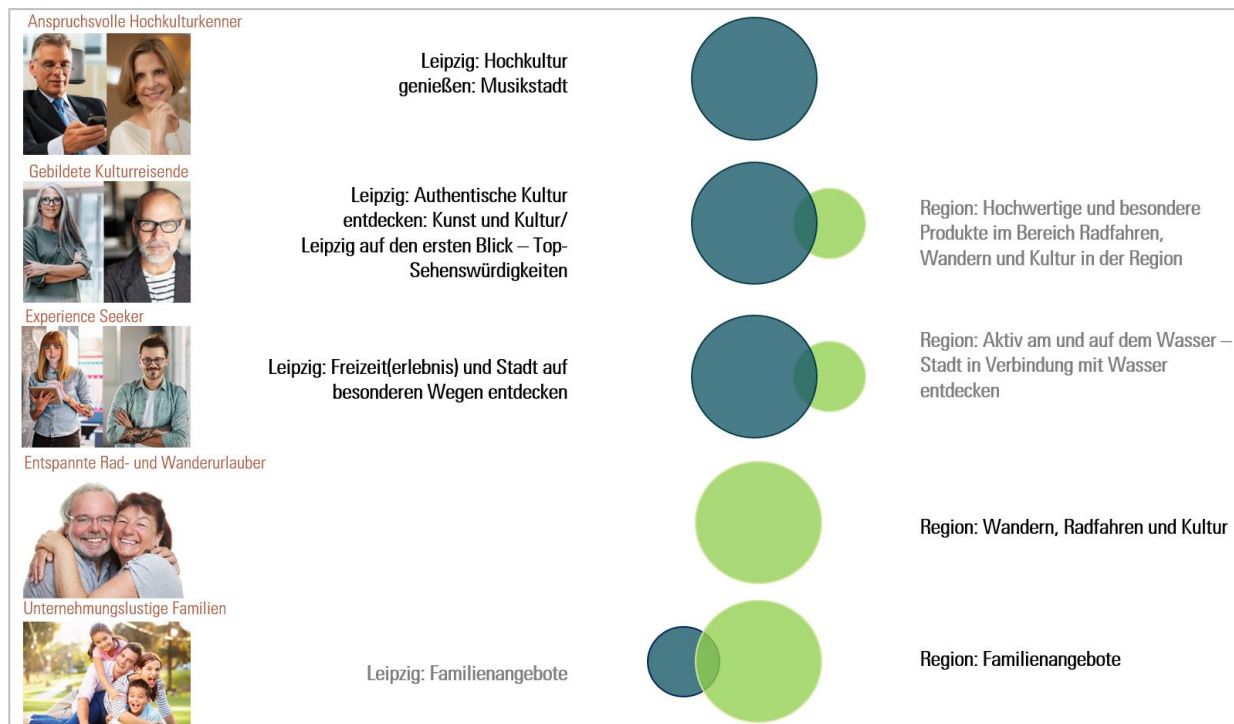 Anspruchsvolle Hochkulturkenner
Leipzig: Hochkultur
genießen: Musikstadt
Gebildete Kulturreisende
Leipzig: Authentische Kultur
entdecken: Kunst und Kultur/
Leipzig auf den ersten Blick – Top-
Sehenswürdigkeiten
Region: Hochwertige und besondere
Produkte im Bereich Radfahren,
Wandern und Kultur in der Region
Experience Seeker
Leipzig: Freizeit(erlebnis) und Stadt auf
besonderen Wegen entdecken
Region: Aktiv am und auf dem Wasser –
Stadt in Verbindung mit Wasser
entdecken
Entspannte Rad- und Wanderurlauber
Region: Wandern, Radfahren und Kultur
Unternehmungslustige Familien
Leipzig: Familienangebote
Region: Familienangebote